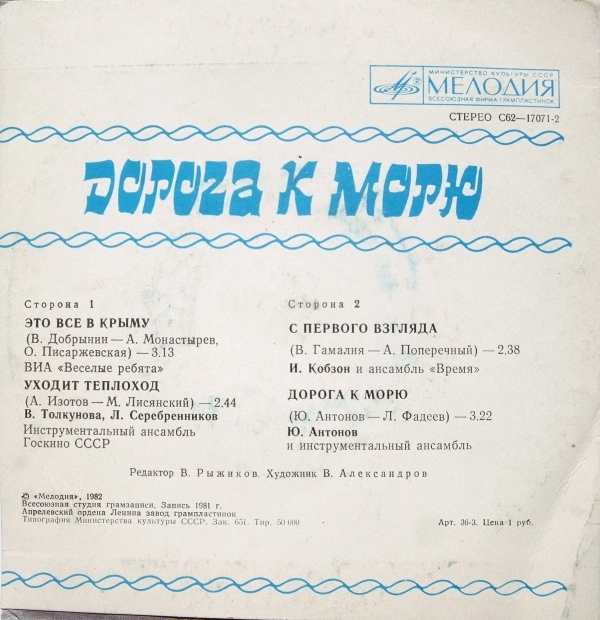 МИНИСТЕРСТВО КУЛЬТУРЫ СССР
МЕЛОДИЯ
ВСЕСОЮЗНАЯ ФИРМА ГРАМПЛАСТИНОК
СТЕРЕО С62—17071-2
ДОРОГА К МОРЮ
Сторона 1
ЭТО ВСЕ В КРЫМУ
(В. Добрынин — А. Монастырев,
О. Писаржевская) — 3.13
ВИА «Веселые ребята»
УХОДИТ ТЕПЛОХОД
(А. Изотов — М. Лисянский) — 2.44
В. Толкунова, Л. Серебренников
Инструментальный ансамбль
Госкино СССР
Сторона 2
С ПЕРВОГО ВЗГЛЯДА
(В. Гамалия — А. Поперечный) — 2.38
И. Кобзон и ансамбль «Время»
ДОРОГА К МОРЮ
(Ю. Антонов — Л. Фадеев) — 3.22
Ю. Антонов
и инструментальный ансамбль
Редактор В. Рыжиков. Художник В. Александров
© «Мелодия», 1982
Всесоюзная студия грамзаписи. Запись 1981 г.
Апрелевский ордена Ленина завод грампластинок
Типография Министерства культуры СССР. Зак. 651. Тир. 50 000
Арт. 36-3. Цена 1 руб.